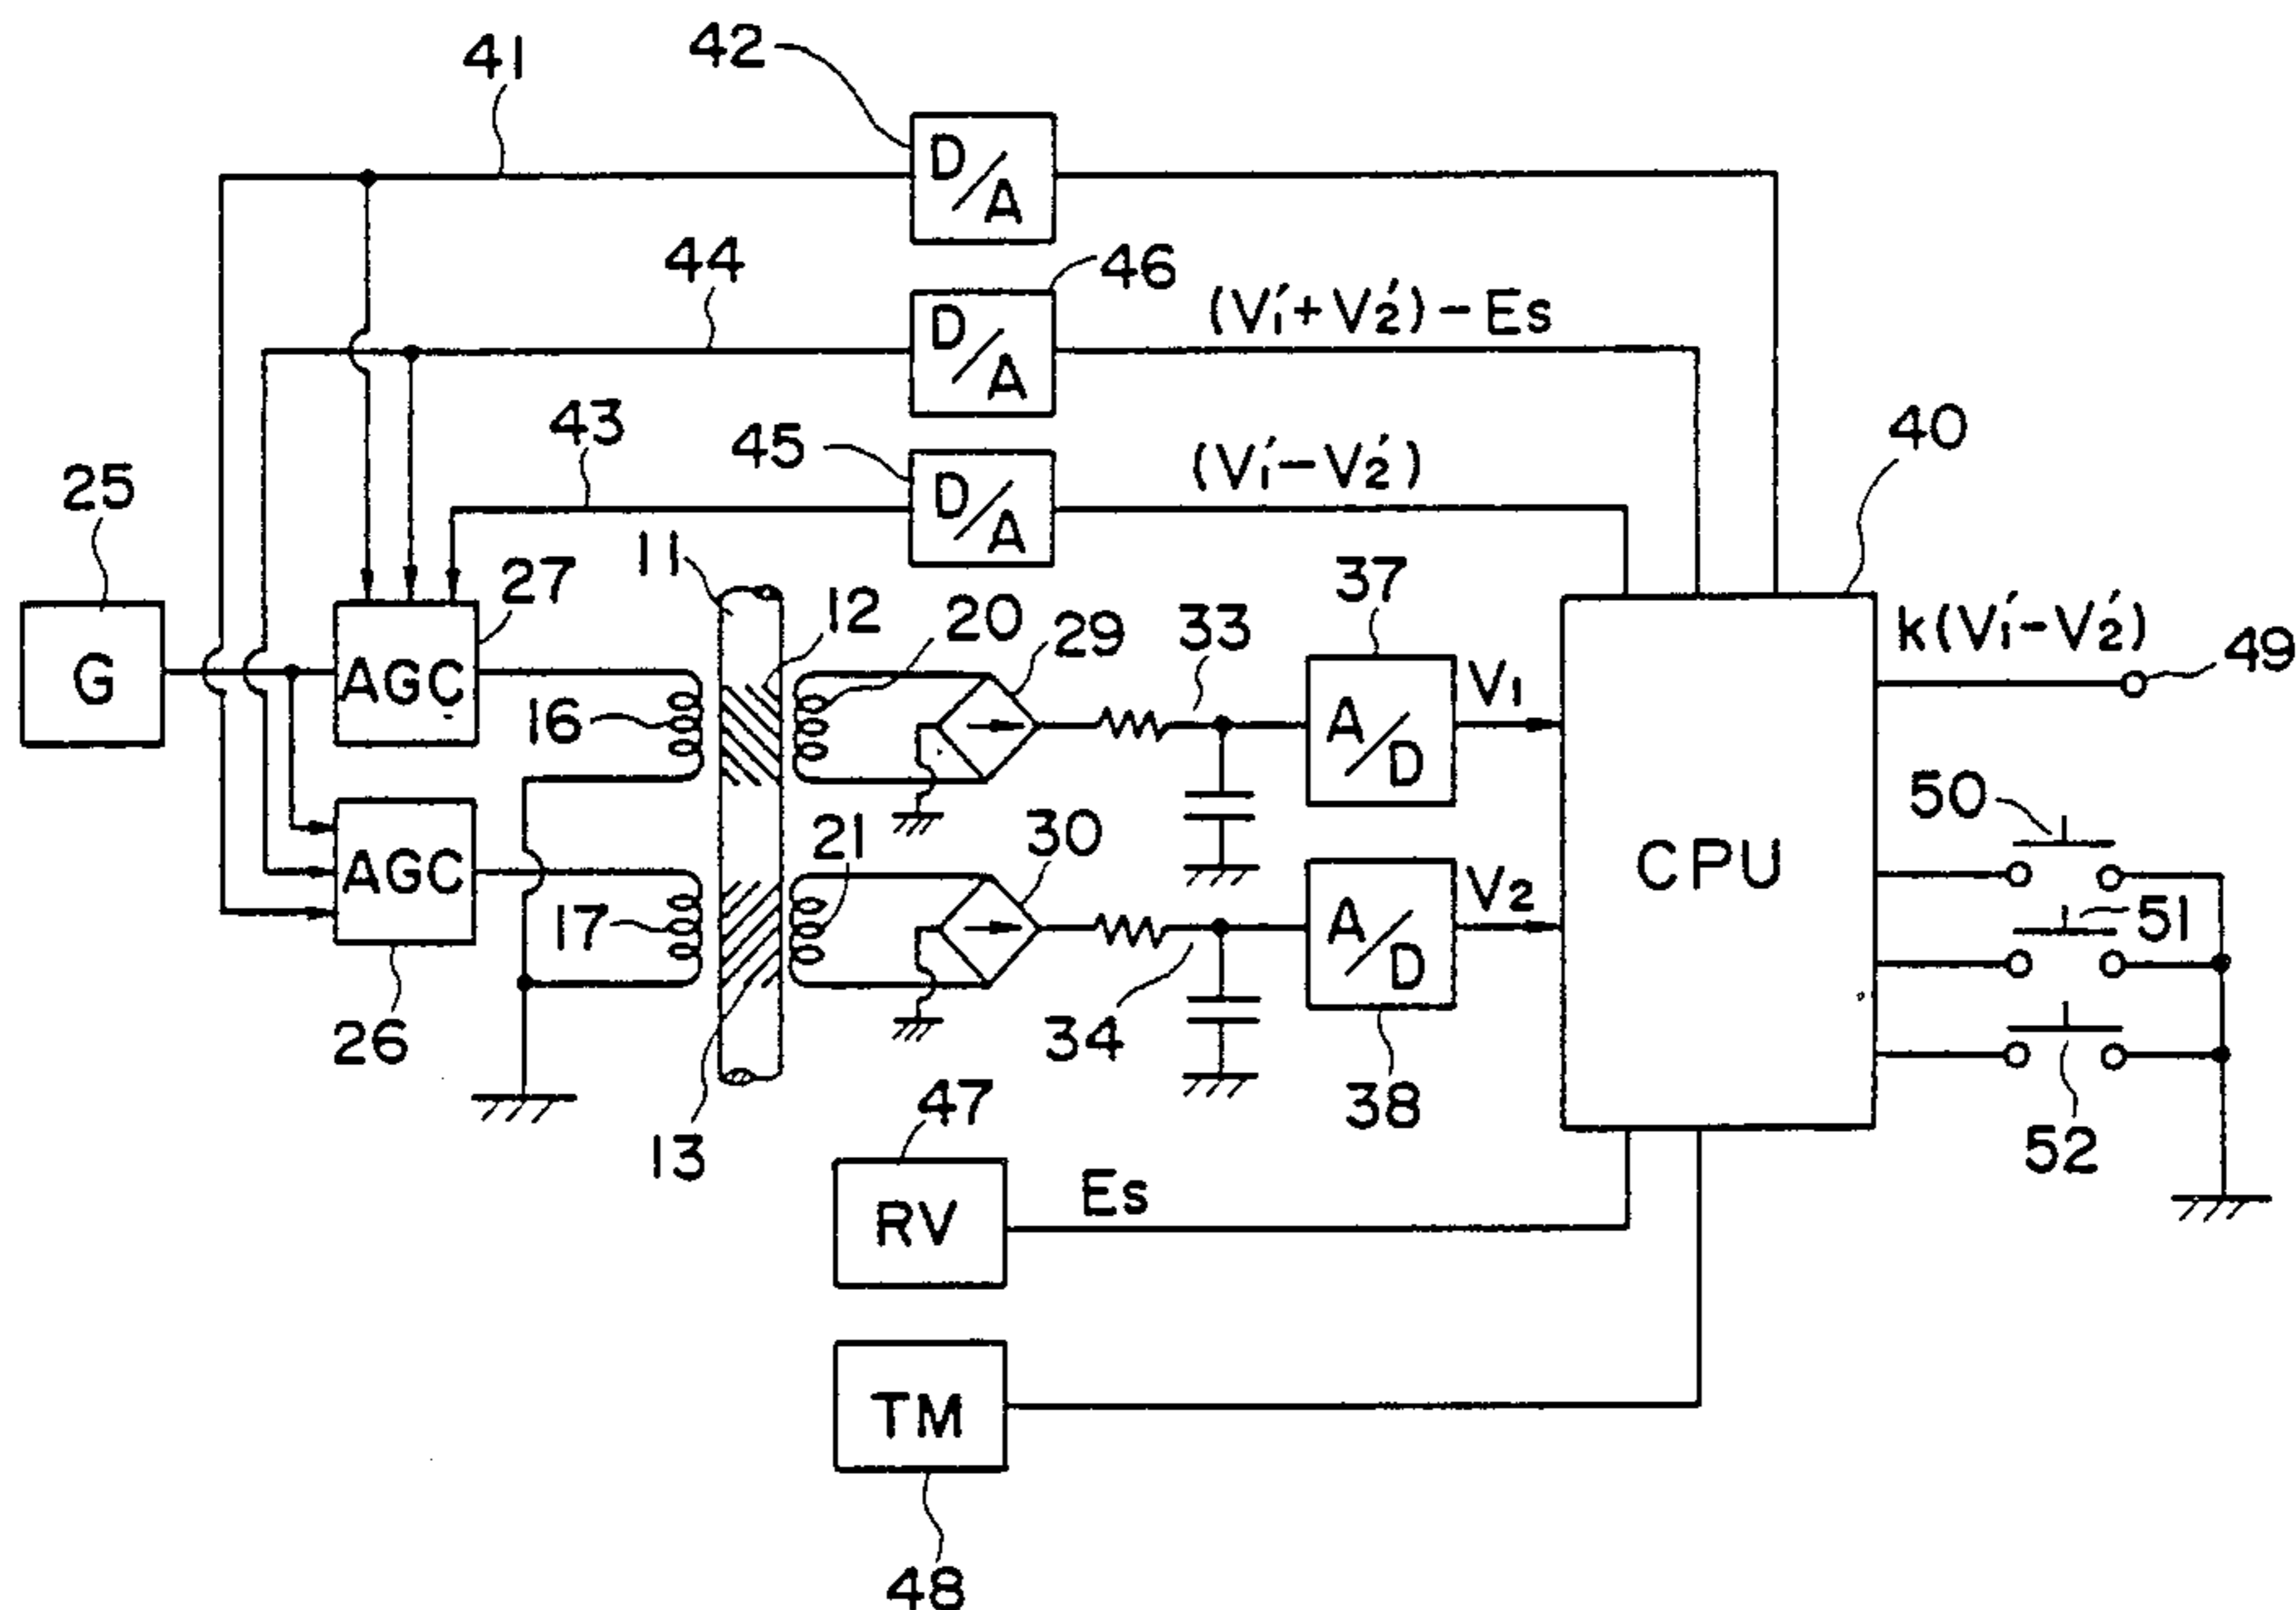 42
41
D/A
44
46
(V1'+V2')-Es
D/A
43
45
(V1'-V2')
40
25
D/A
11
27
12
20
29
33
37
k(V1'-V2')
49
G
AGC
16
A/D
V1
50
21
30
CPU
AGC
17
A/D
V2
51
26
34
38
13
47
52
RV
Es
TM
48